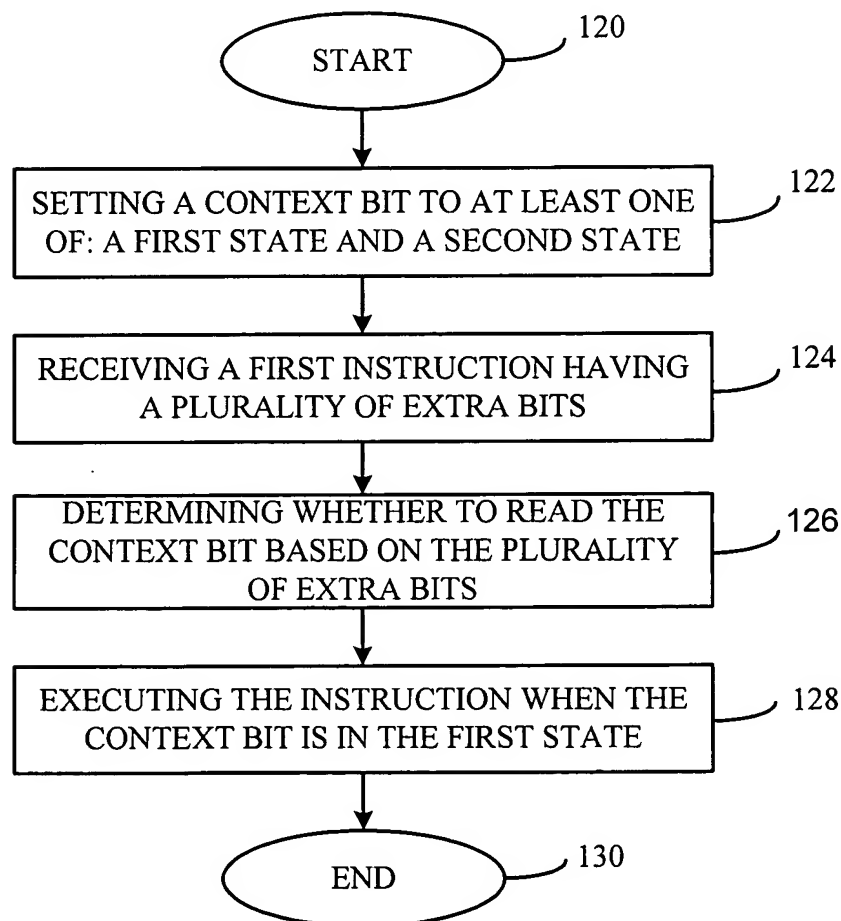 START
120
SETTING A CONTEXT BIT TO AT LEAST ONE
OF: A FIRST STATE AND A SECOND STATE
122
RECEIVING A FIRST INSTRUCTION HAVING
A PLURALITY OF EXTRA BITS
124
DETERMINING WHETHER TO READ THE
CONTEXT BIT BASED ON THE PLURALITY
OF EXTRA BITS
126
EXECUTING THE INSTRUCTION WHEN THE
CONTEXT BIT IS IN THE FIRST STATE
128
END
130